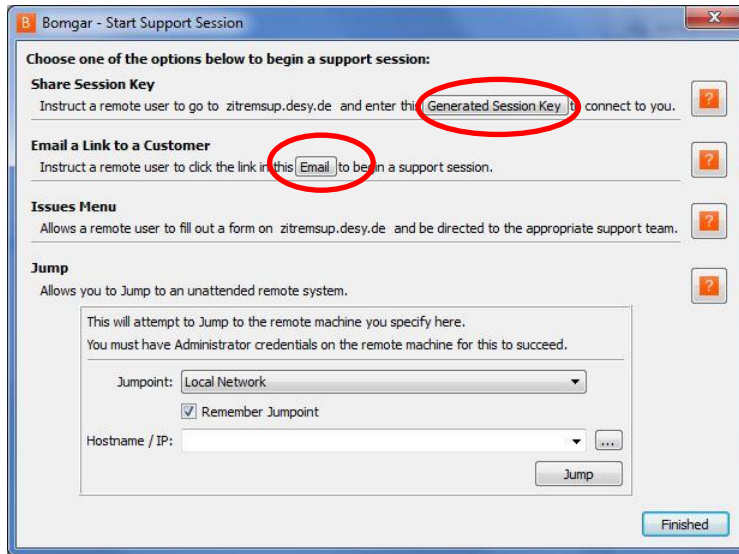 B Bomgar - Start Support Session X
Choose one of the options below to begin a support session:
Share Session Key
Instruct a remote user to go to zitremsup.desy.de and enter this Generated Session Key to connect to you. ?
Email a Link to a Customer
Instruct a remote user to click the link in this Email to begin a support session. ?
Issues Menu
Allows a remote user to fill out a form on zitremsup.desy.de and be directed to the appropriate support team. ?
Jump
Allows you to Jump to an unattended remote system. ?
This will attempt to Jump to the remote machine you specify here.
You must have Administrator credentials on the remote machine for this to succeed.
Jumpoint: Local Network
Remember Jumpoint
Hostname / IP: ...
Jump
Finished